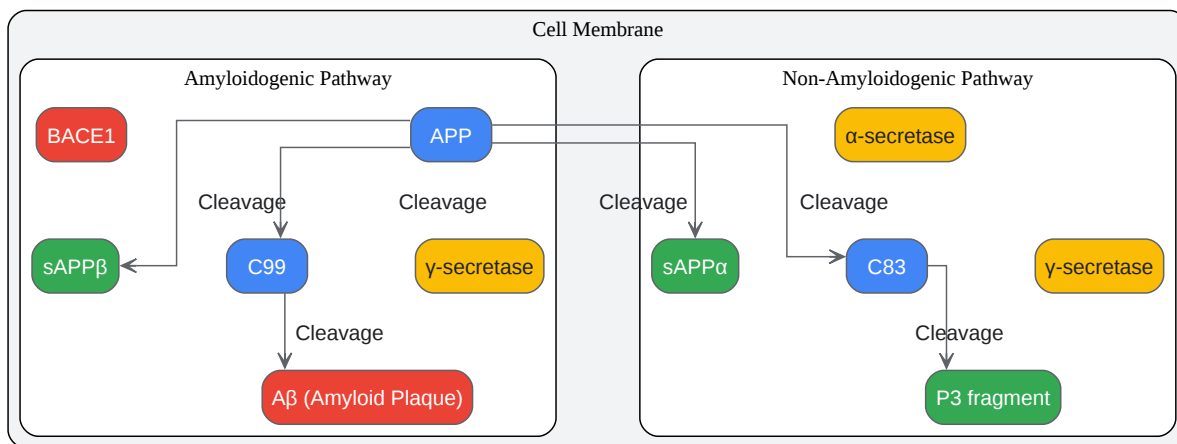 Cell Membrane
Amyloidogenic Pathway
Non-Amyloidogenic Pathway
BACE1
APP
α-secretase
Cleavage
Cleavage
Cleavage
Cleavage
sAPPβ
C99
γ-secretase
sAPPα
C83
γ-secretase
Cleavage
Cleavage
Aβ (Amyloid Plaque)
P3 fragment